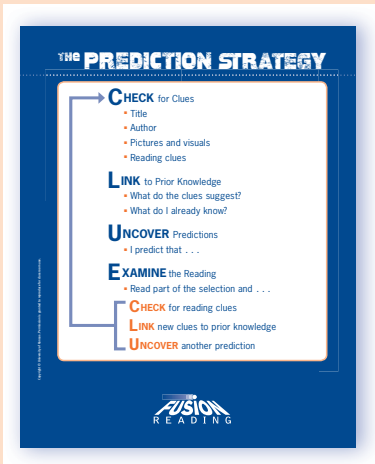 THE PREDICTION STRATEGY
CHECK for Clues
• Title
• Author
• Pictures and visuals
• Reading clues
LINK to Prior Knowledge
• What do the clues suggest?
• What do I already know?
UNCOVER Predictions
• I predict that . . .
EXAMINE the Reading
• Read part of the selection and . . .
CHECK for reading clues
LINK new clues to prior knowledge
UNCOVER another prediction
FUSION
READING